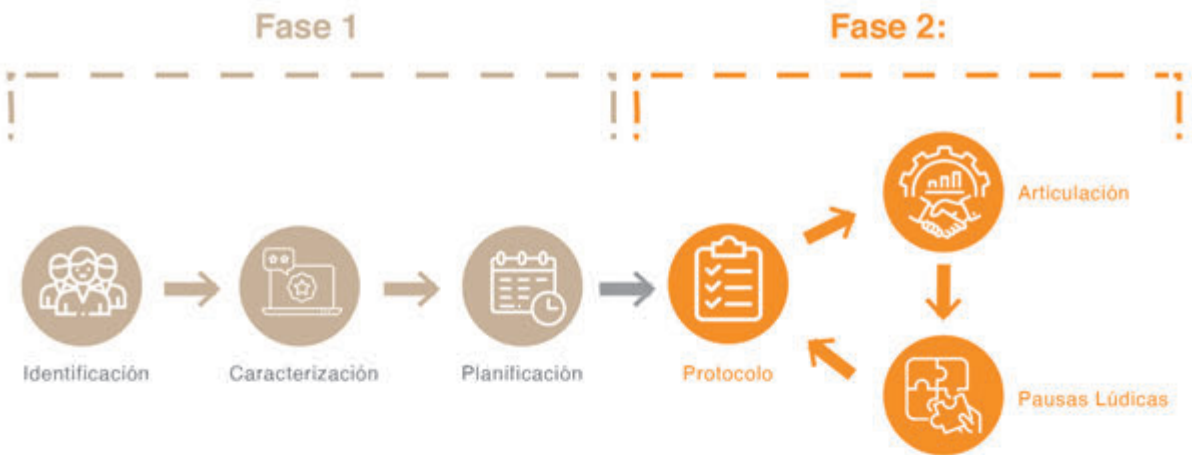 Fase 1
Fase 2:
Identificación
Caracterización
Planificación
Protocolo
Articulación
Pausas Lúdicas